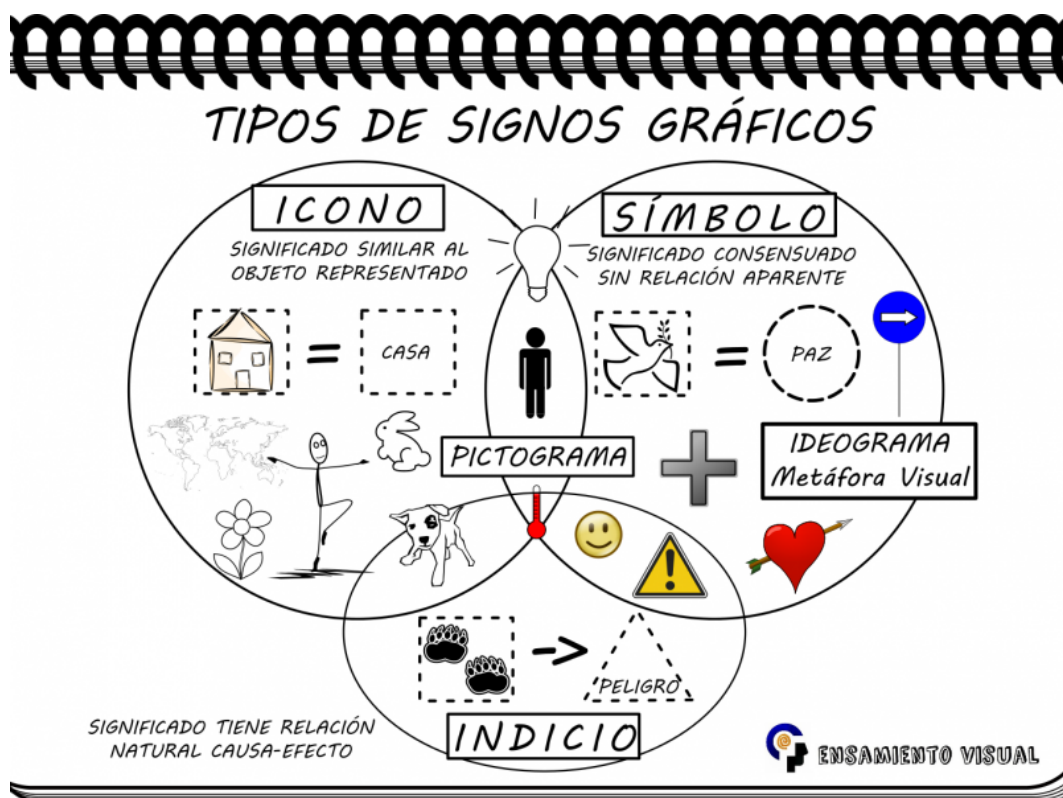 TIPOS DE SIGNOS GRÁFICOS
ICONO
SIGNIFICADO SIMILAR AL
OBJETO REPRESENTADO
SÍMBOLO
SIGNIFICADO CONSENSUADO
SIN RELACIÓN APARENTE
= CASA
= PAZ
PICTOGRAMA
IDEOGRAMA
Metáfora Visual
PELIGRO
SIGNIFICADO TIENE RELACIÓN
NATURAL CAUSA-EFECTO
INDICIO
ENSAMIENTO VISUAL